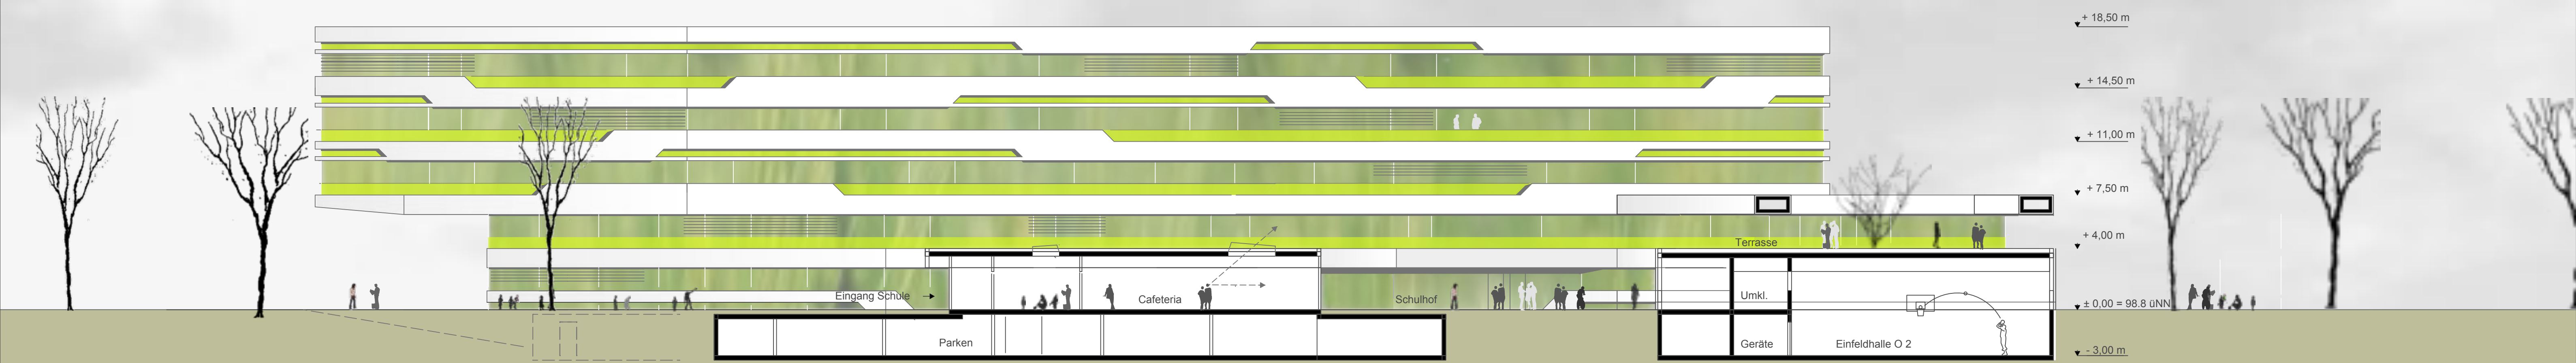 + 18,50 m
+ 14,50 m
+ 11,00 m
+ 7,50 m
+ 4,00 m
Terrasse
Eingang Schule
Cafeteria
Schulhof
Umkl.
± 0,00 = 98.8 üNN
Parken
Geräte
Einfeldhalle O 2
- 3,00 m